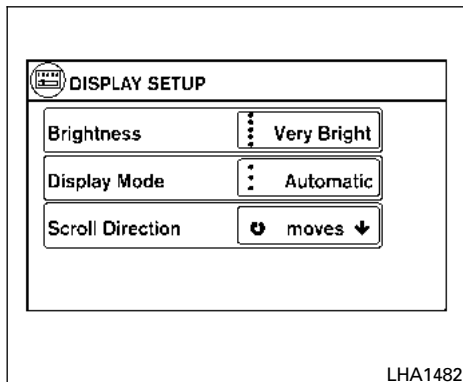 DISPLAY SETUP
Brightness Very Bright
Display Mode Automatic
Scroll Direction moves
LHA1482